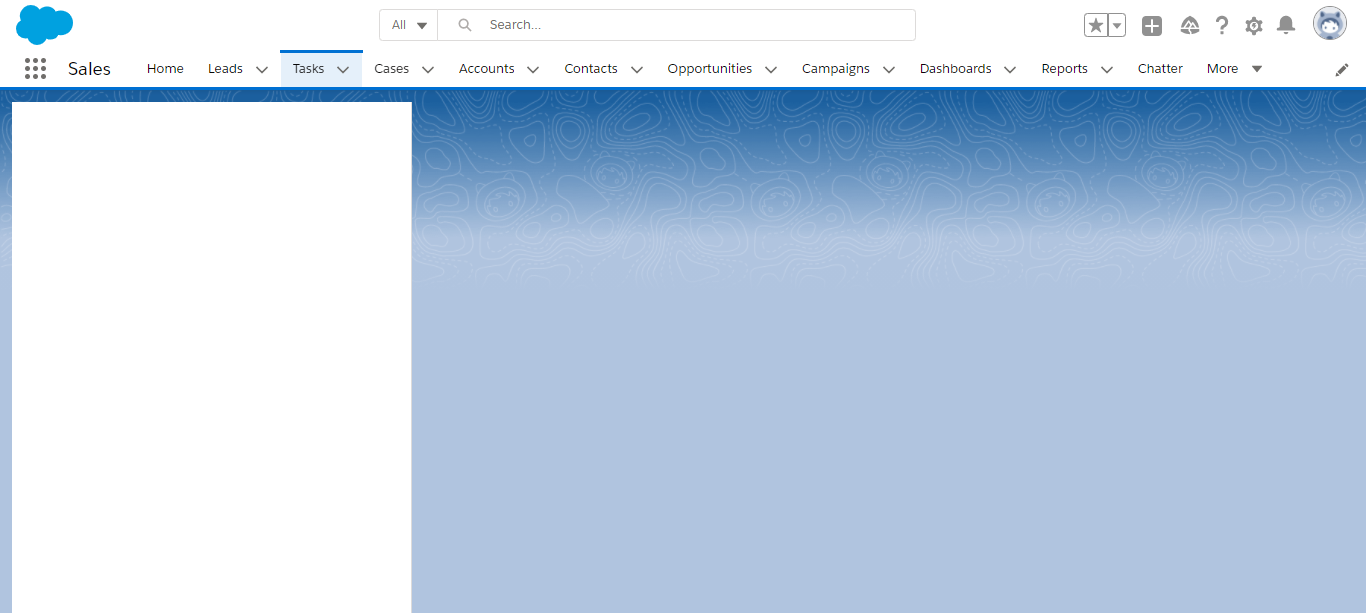 All
Search...
Sales
Home
Leads
Tasks
Cases
Accounts
Contacts
Opportunities
Campaigns
Dashboards
Reports
Chatter
More